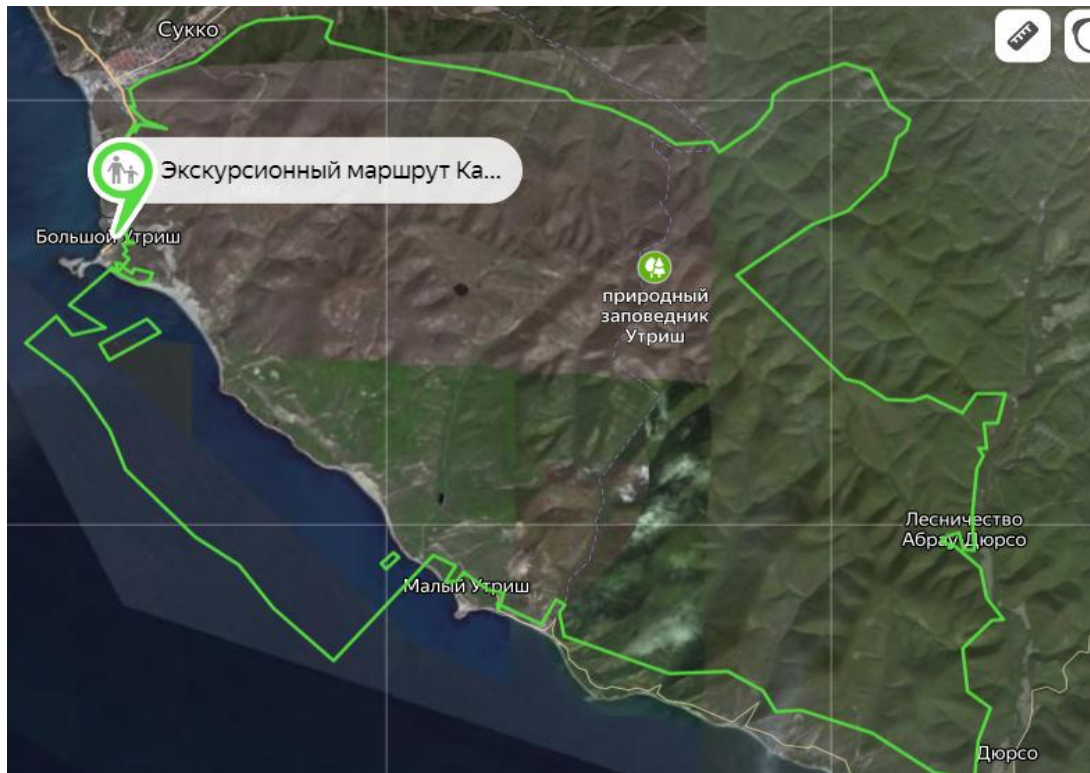 Сукко
Экскурсионный маршрут Ка...
Большой Утриш
природный
заповедник
Утриш
Лесничество
Абрау-Дюрсо
Малый Утриш
Дюрсо